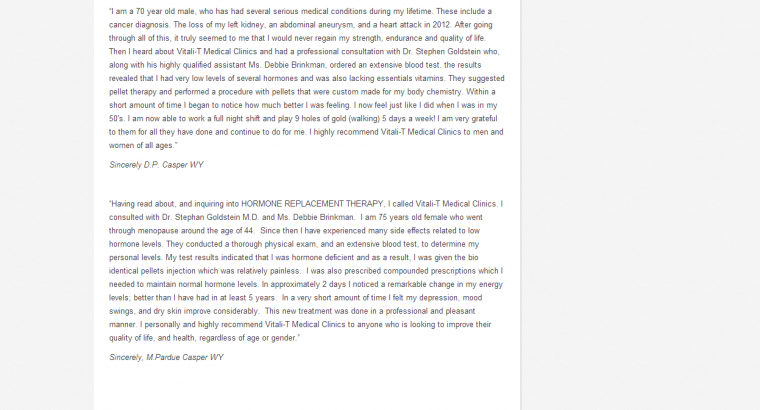 “I am a 70 year old male, who has had several serious medical conditions during my lifetime. These include a
cancer diagnosis. The loss of my left kidney, an abdominal aneurysm, and a heart attack in 2012. After going
through all of this, it truly seemed to me that I would never regain my strength, endurance and quality of life.
Then I heard about Vitali-T Medical Clinics and had a professional consultation with Dr. Stephen Goldstein who,
along with his highly qualified assistant Ms. Debbie Brinkman, ordered an extensive blood test. the results
revealed that I had very low levels of several hormones and was also lacking essentials vitamins. They suggested
pellet therapy and performed a procedure with pellets that were custom made for my body chemistry. Within a
short amount of time I began to notice how much better I was feeling. I now feel just like I did when I was in my
50’s. I am now able to work a full night shift and play 9 holes of gold (walking) 5 days a week! I am very grateful
to them for all they have done and continue to do for me. I highly recommend Vitali-T Medical Clinics to men and
women of all ages.”
Sincerely D.P. Casper WY
“Having read about, and inquiring into HORMONE REPLACEMENT THERAPY, I called Vitali-T Medical Clinics. I
consulted with Dr. Stephan Goldstein M.D. and Ms. Debbie Brinkman.  I am 75 years old female who went
through menopause around the age of 44.  Since then I have experienced many side effects related to low
hormone levels. They conducted a thorough physical exam, and an extensive blood test, to determine my
personal levels. My test results indicated that I was hormone deficient and as a result, I was given the bio
identical pellets injection which was relatively painless.  I was also prescribed compounded prescriptions which I
needed to maintain normal hormone levels. In approximately 2 days I noticed a remarkable change in my energy
levels; better than I have had in at least 5 years.  In a very short amount of time I felt my depression, mood
swings, and dry skin improve considerably.  This new treatment was done in a professional and pleasant
manner. I personally and highly recommend Vitali-T Medical Clinics to anyone who is looking to improve their
quality of life, and health, regardless of age or gender.”
Sincerely, M.Pardue Casper WY